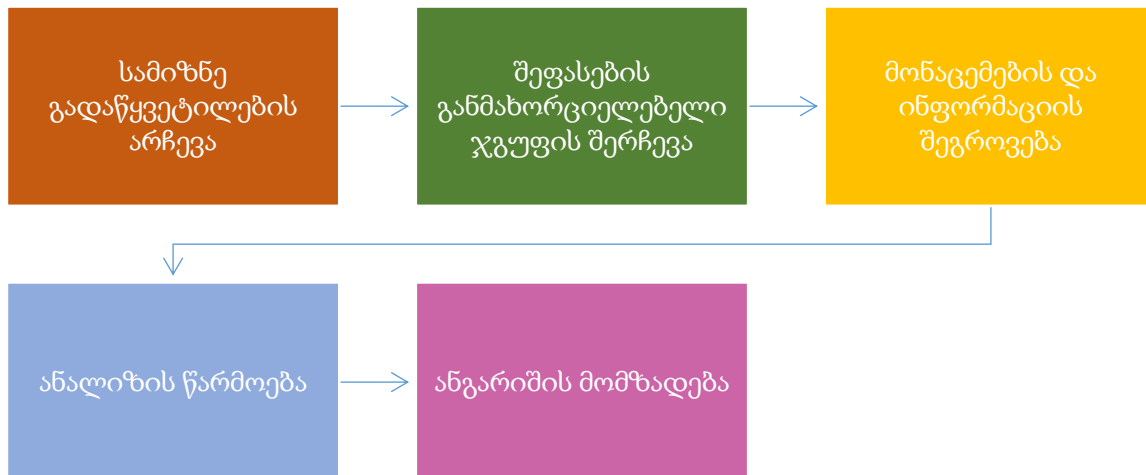 სამიზნე
გადაწყვეტილების
არჩევა
შეფასების
განმახორციელებელი
ჯგუფის შერჩევა
მონაცემების და
ინფორმაციის
შეგროვება
ანალიზის წარმოება
ანგარიშის მომზადება